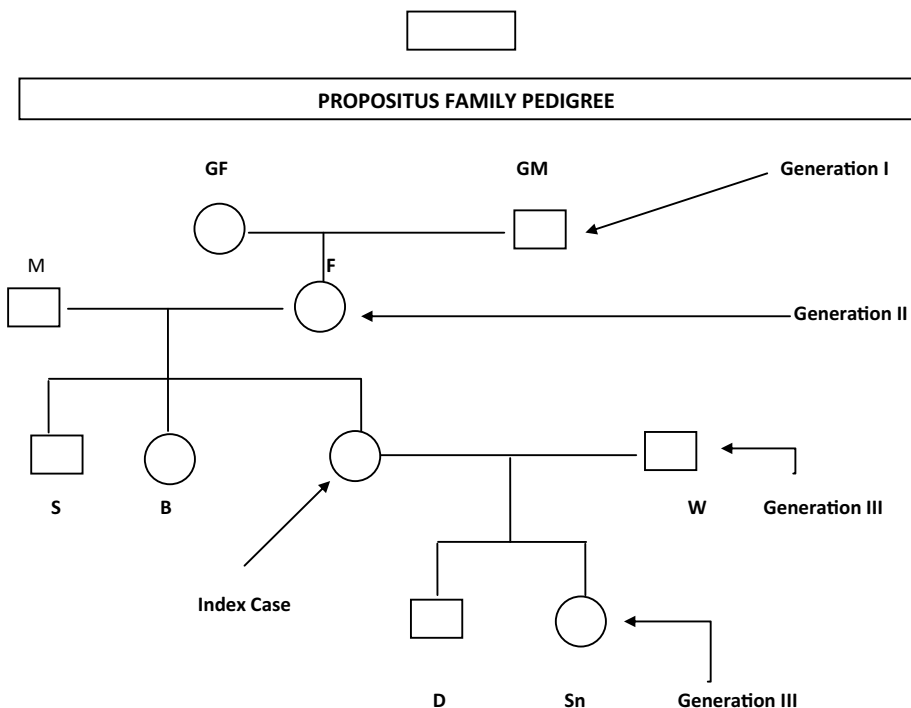 PROPOSITUS FAMILY PEDIGREE
GF GM Generation I
M F
Generation II
S B W Generation III
Index Case
D Sn Generation III